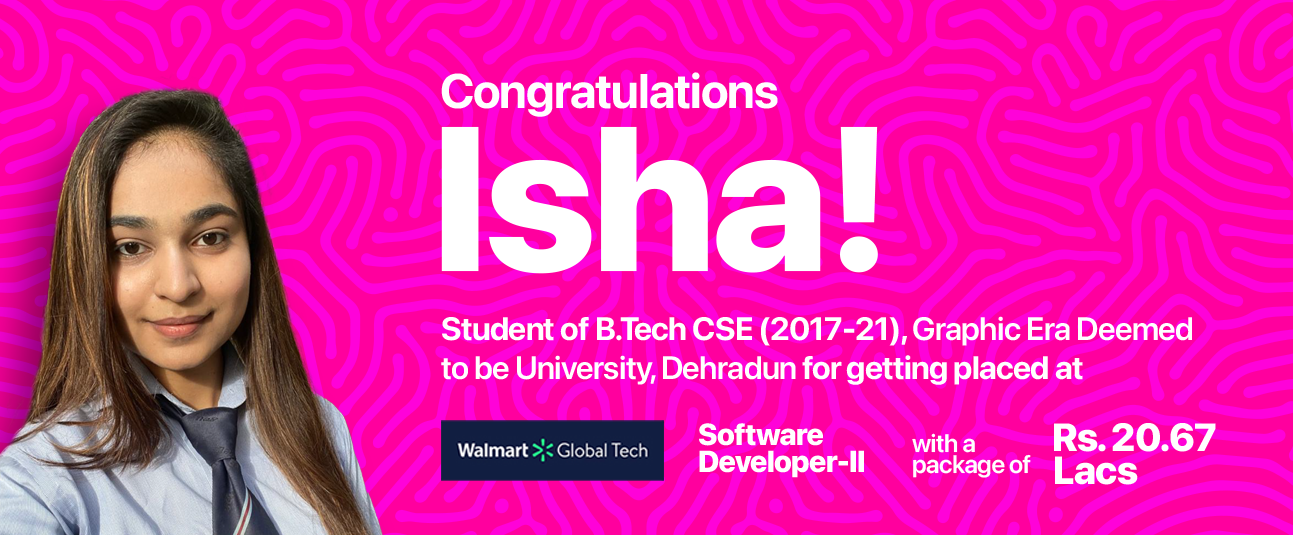 Congratulations
Isha!
Student of B.Tech CSE (2017-21), Graphic Era Deemed
to be University, Dehradun for getting placed at
Walmart Global Tech
Software
Developer-II
with a
package of
Rs. 20.67
Lacs